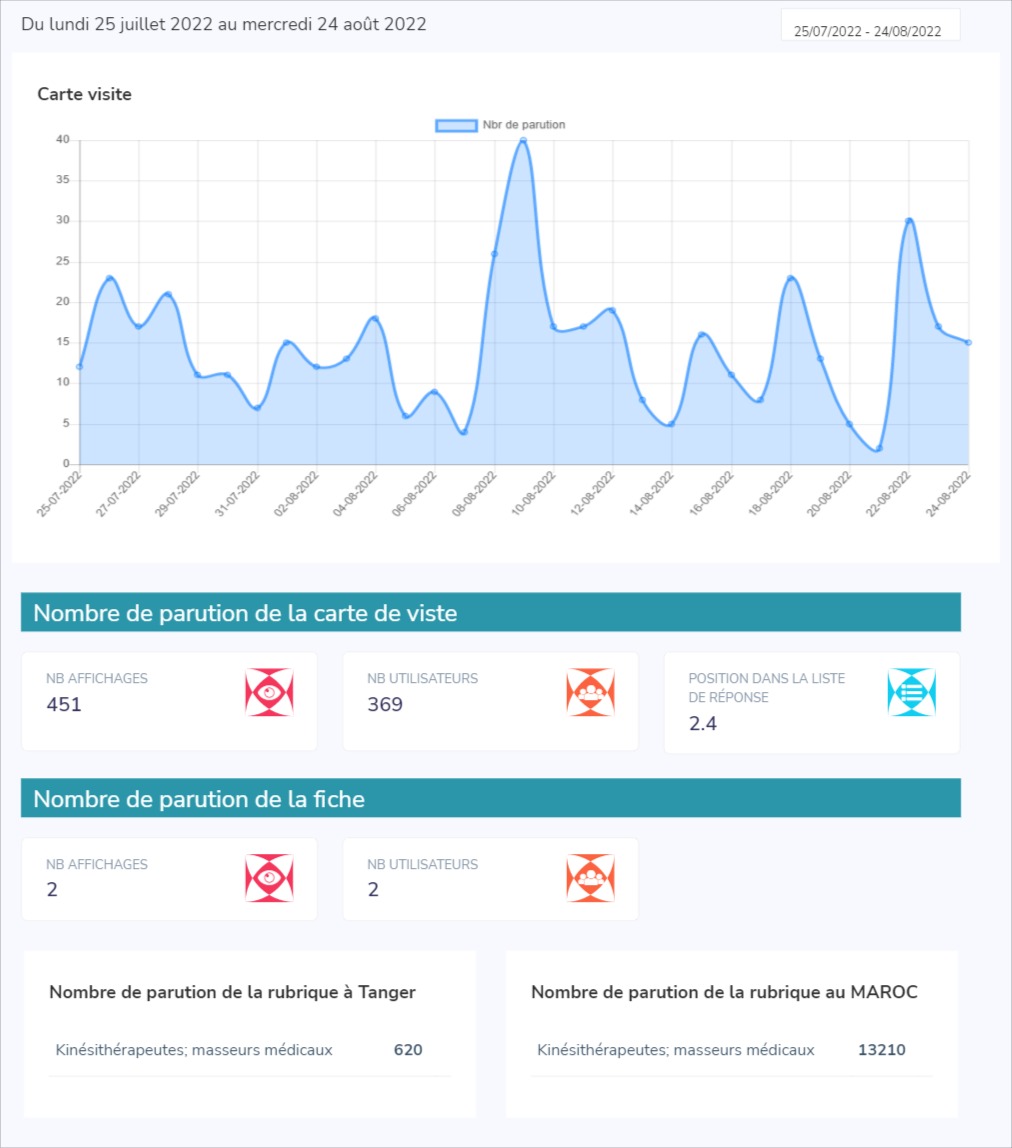 Du lundi 25 juillet 2022 au mercredi 24 août 2022
25/07/2022 - 24/08/2022
Carte visite
Nbr de parution
40
35
30
25
20
15
10
5
0
25-07-2022
27-07-2022
29-07-2022
31-07-2022
02-08-2022
04-08-2022
06-08-2022
08-08-2022
10-08-2022
12-08-2022
14-08-2022
16-08-2022
18-08-2022
20-08-2022
22-08-2022
24-08-2022
Nombre de parution de la carte de viste
NB AFFICHAGES
451
NB UTILISATEURS
369
POSITION DANS LA LISTE
DE RÉPONSE
2.4
Nombre de parution de la fiche
NB AFFICHAGES
2
NB UTILISATEURS
2
Nombre de parution de la rubrique à Tanger
Kinésithérapeutes; masseurs médicaux 620
Nombre de parution de la rubrique au MAROC
Kinésithérapeutes; masseurs médicaux 13210